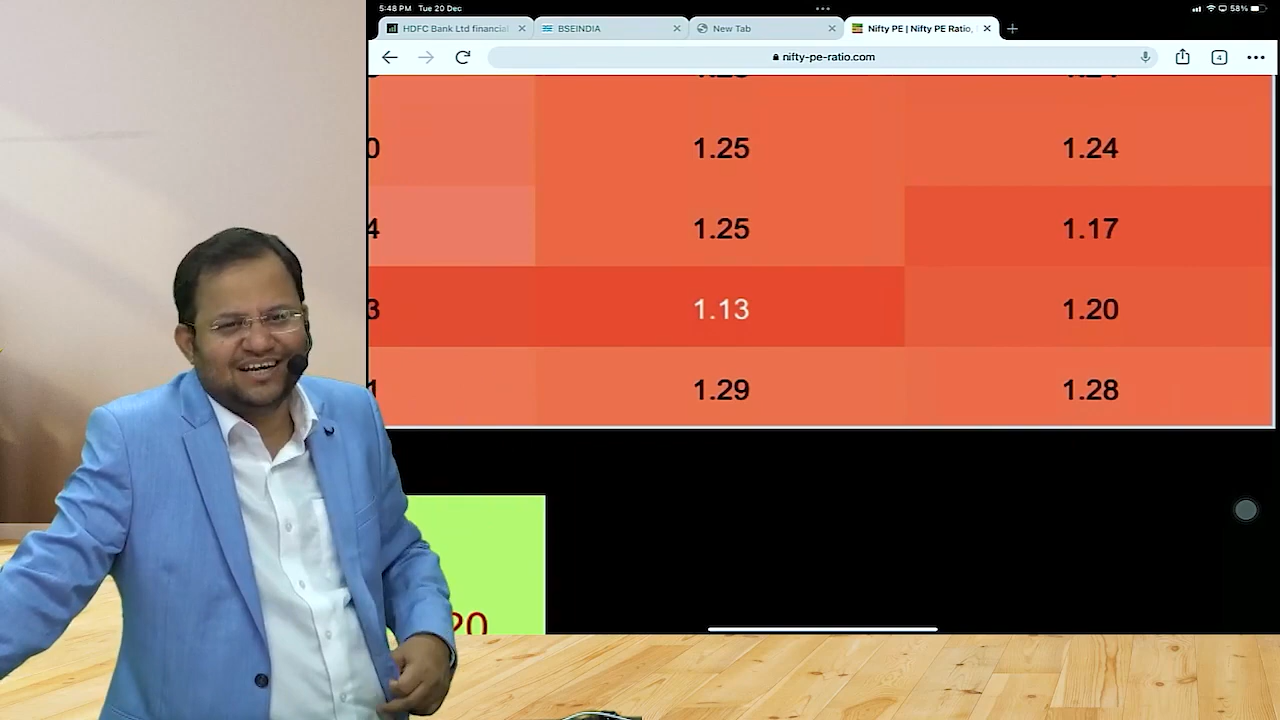 5:48 PM Tue 20 Dec
58%
HDFC Bank Ltd financial
BSEINDIA
New Tab
Nifty PE | Nifty PE Ratio,
nifty-pe-ratio.com
4
0 1.25 1.24
4 1.25 1.17
3 1.13 1.20
1 1.29 1.28
20